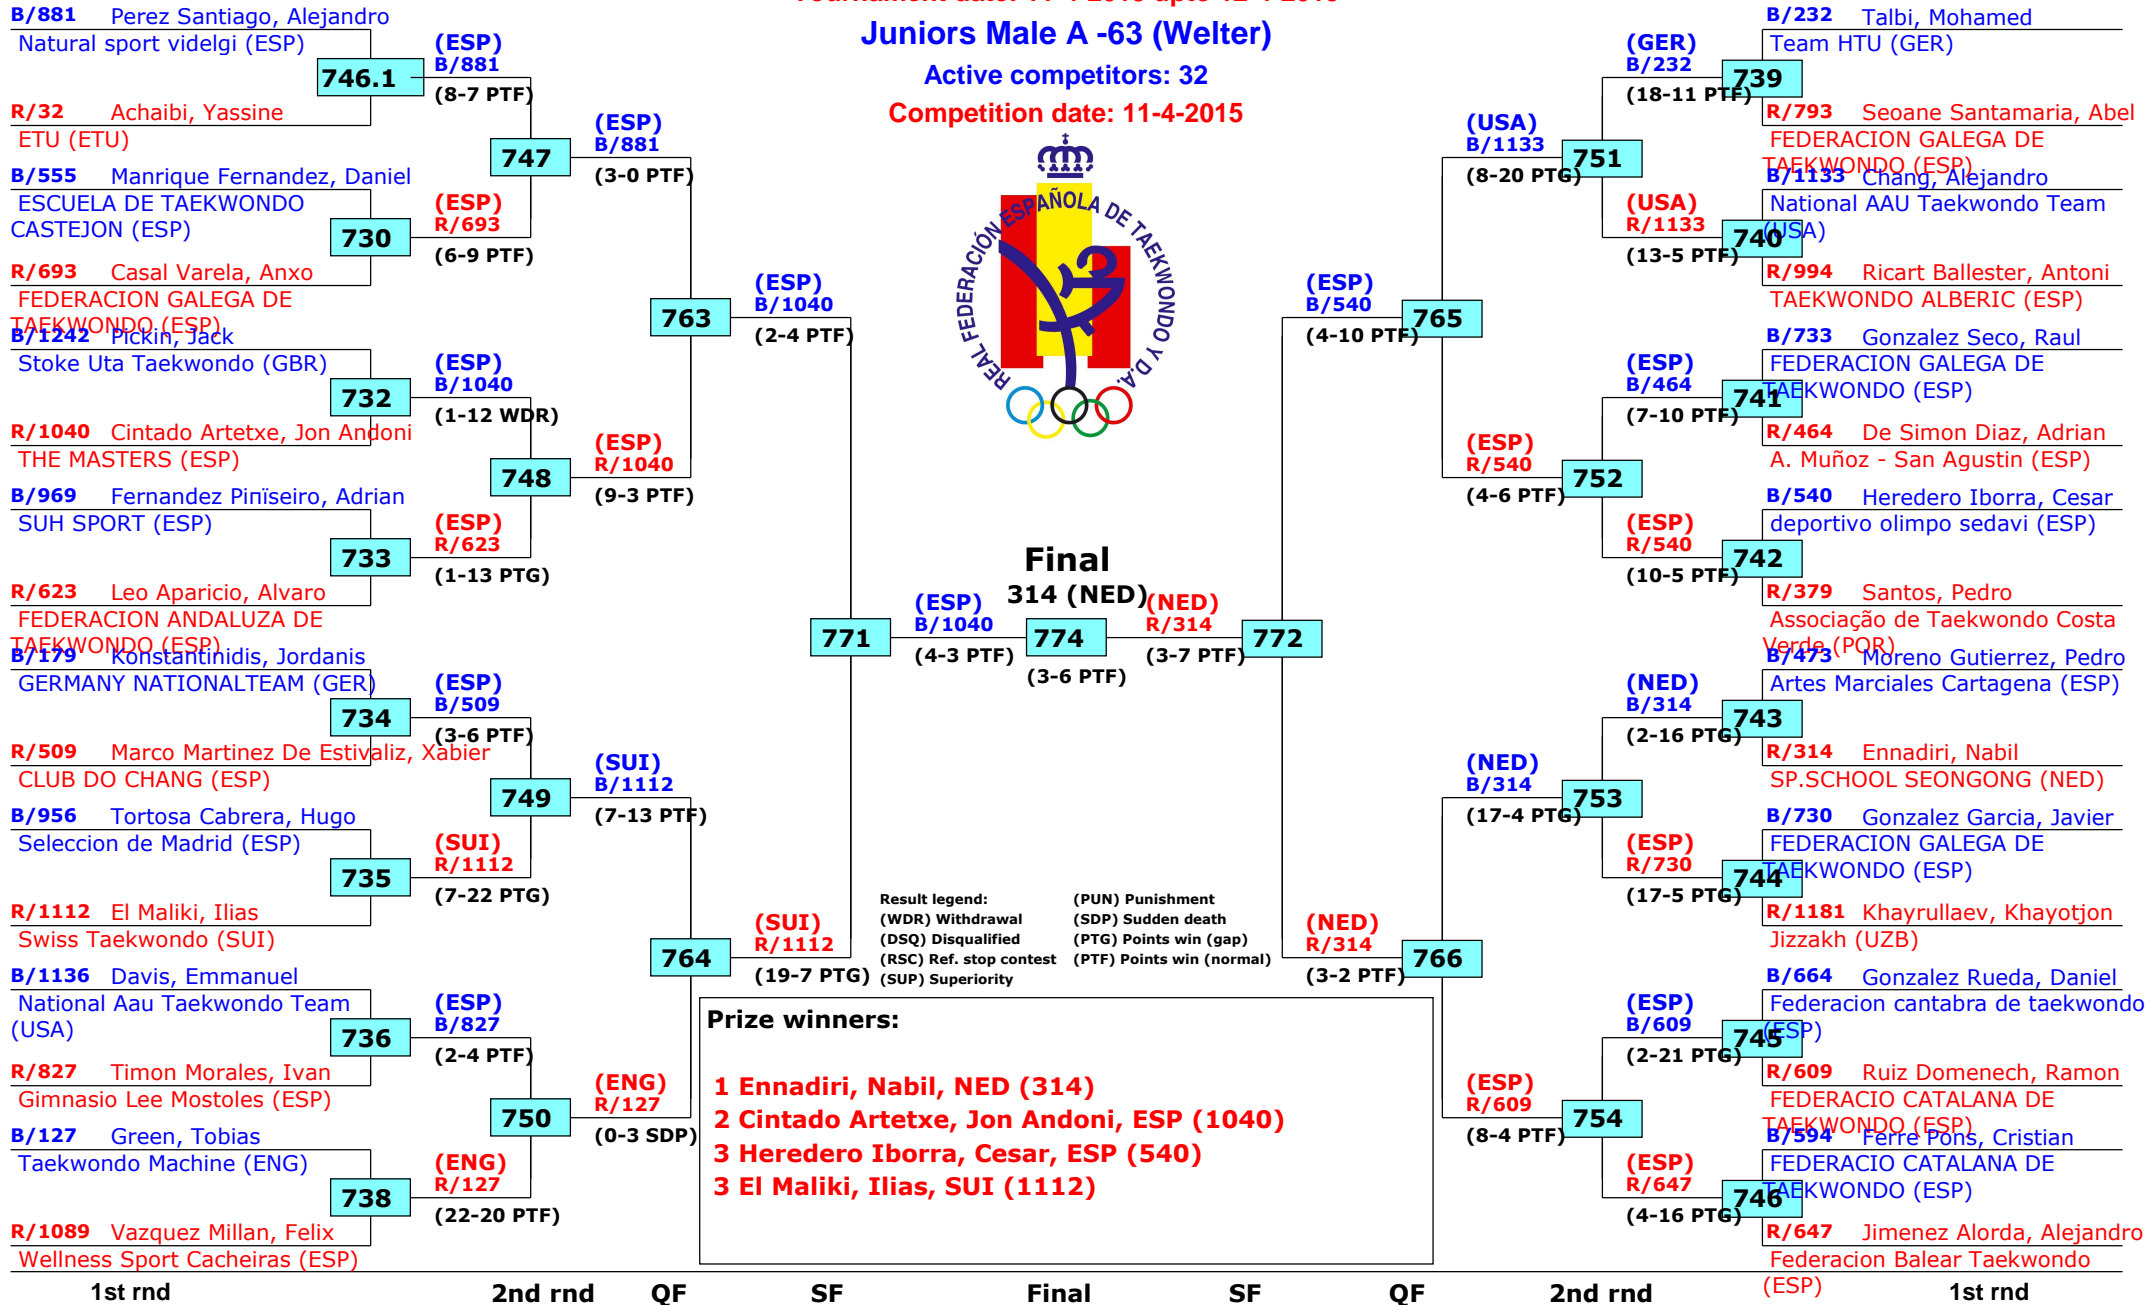 Juniors Male A -63 (Welter)
Active competitors: 32
Competition date: 11-4-2015
REAL FEDERACIÓN ESPAÑOLA DE TAEKWONDO Y D.A.
B/881 Perez Santiago, Alejandro
Natural sport videlgi (ESP)
746.1
R/32 Achaibi, Yassine
ETU (ETU)
B/555 Manrique Fernandez, Daniel
ESCUELA DE TAEKWONDO
CASTEJON (ESP)
730
R/693 Casal Varela, Anxo
FEDERACION GALEGA DE
TAEKWONDO (ESP)
B/1242 Pickin, Jack
Stoke Uta Taekwondo (GBR)
732
R/1040 Cintado Artetxe, Jon Andoni
THE MASTERS (ESP)
B/969 Fernandez Pinïseiro, Adrian
SUH SPORT (ESP)
733
R/623 Leo Aparicio, Alvaro
FEDERACION ANDALUZA DE
TAEKWONDO (ESP)
B/179 Konstantinidis, Jordanis
GERMANY NATIONALTEAM (GER)
734
R/509 Marco Martinez De Estivaliz, Xabier
CLUB DO CHANG (ESP)
B/956 Tortosa Cabrera, Hugo
Seleccion de Madrid (ESP)
735
R/1112 El Maliki, Ilias
Swiss Taekwondo (SUI)
B/1136 Davis, Emmanuel
National Aau Taekwondo Team
(USA)
736
R/827 Timon Morales, Ivan
Gimnasio Lee Mostoles (ESP)
B/127 Green, Tobias
Taekwondo Machine (ENG)
738
R/1089 Vazquez Millan, Felix
Wellness Sport Cacheiras (ESP)
(ESP)
B/881
(8-7 PTF)
747
(ESP)
R/693
(6-9 PTF)
(ESP)
B/1040
(1-12 WDR)
748
(ESP)
R/623
(1-13 PTG)
(ESP)
B/509
(3-6 PTF)
749
(SUI)
R/1112
(7-22 PTG)
(ESP)
B/827
(2-4 PTF)
750
(ENG)
R/127
(22-20 PTF)
(ESP)
B/881
(3-0 PTF)
763
(ESP)
R/1040
(9-3 PTF)
(SUI)
B/1112
(7-13 PTF)
764
(ENG)
R/127
(0-3 SDP)
(ESP)
B/1040
(2-4 PTF)
771
(SUI)
R/1112
(19-7 PTG)
(ESP)
B/1040
(4-3 PTF)
Final
314 (NED)
774
(3-6 PTF)
(NED)
R/314
(3-7 PTF)
772
(ESP)
B/540
(4-10 PTF)
(NED)
R/314
(3-2 PTF)
765
766
(USA)
B/1133
(8-20 PTG)
(ESP)
R/540
(4-6 PTF)
(NED)
B/314
(17-4 PTG)
(ESP)
R/609
(8-4 PTF)
751
752
753
754
(GER)
B/232
(18-11 PTF)
(USA)
R/1133
(13-5 PTF)
(ESP)
B/464
(7-10 PTF)
(ESP)
R/540
(10-5 PTF)
(NED)
B/314
(2-16 PTG)
(ESP)
R/730
(17-5 PTG)
(ESP)
B/609
(2-21 PTG)
(ESP)
R/647
(4-16 PTG)
B/232 Talbi, Mohamed
Team HTU (GER)
739
R/793 Seoane Santamaria, Abel
FEDERACION GALEGA DE
TAEKWONDO (ESP)
B/1133 Chang, Alejandro
National AAU Taekwondo Team
(USA)
740
R/994 Ricart Ballester, Antoni
TAEKWONDO ALBERIC (ESP)
B/733 Gonzalez Seco, Raul
FEDERACION GALEGA DE
TAEKWONDO (ESP)
741
R/464 De Simon Diaz, Adrian
A. Muñoz - San Agustin (ESP)
B/540 Heredero Iborra, Cesar
deportivo olimpo sedavi (ESP)
742
R/379 Santos, Pedro
Associação de Taekwondo Costa
Verde (POR)
B/473 Moreno Gutierrez, Pedro
Artes Marciales Cartagena (ESP)
743
R/314 Ennadiri, Nabil
SP.SCHOOL SEONGONG (NED)
B/730 Gonzalez Garcia, Javier
FEDERACION GALEGA DE
TAEKWONDO (ESP)
744
R/1181 Khayrullaev, Khayotjon
Jizzakh (UZB)
B/664 Gonzalez Rueda, Daniel
Federacion cantabra de taekwondo
(ESP)
745
R/609 Ruiz Domenech, Ramon
FEDERACIO CATALANA DE
TAEKWONDO (ESP)
B/594 Ferre Pons, Cristian
FEDERACIO CATALANA DE
TAEKWONDO (ESP)
746
R/647 Jimenez Alorda, Alejandro
Federacion Balear Taekwondo
(ESP)
Result legend:
(WDR) Withdrawal
(DSQ) Disqualified
(RSC) Ref. stop contest
(SUP) Superiority
(PUN) Punishment
(SDP) Sudden death
(PTG) Points win (gap)
(PTF) Points win (normal)
Prize winners:
1 Ennadiri, Nabil, NED (314)
2 Cintado Artetxe, Jon Andoni, ESP (1040)
3 Heredero Iborra, Cesar, ESP (540)
3 El Maliki, Ilias, SUI (1112)
1st rnd 2nd rnd QF SF Final SF QF 2nd rnd 1st rnd